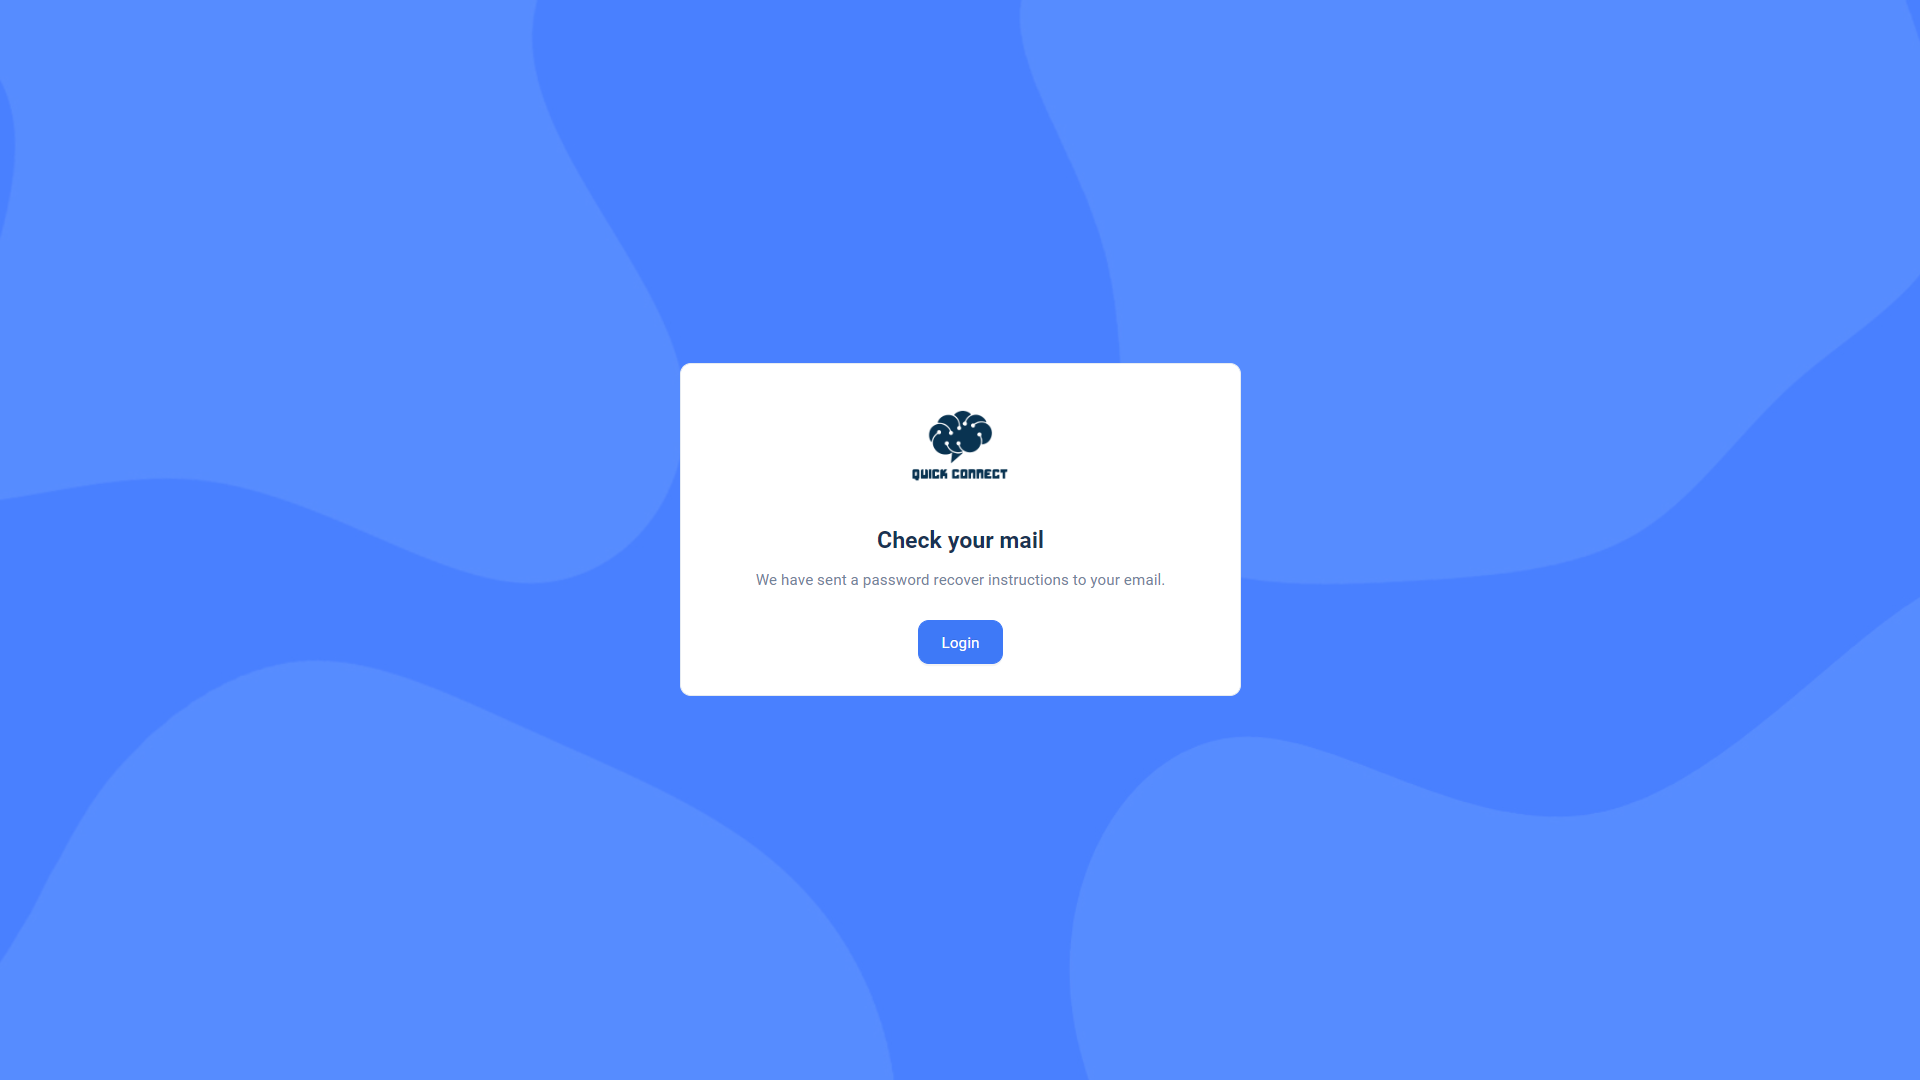 QUICK CONNECT
Check your mail
We have sent a password recover instructions to your email.
Login